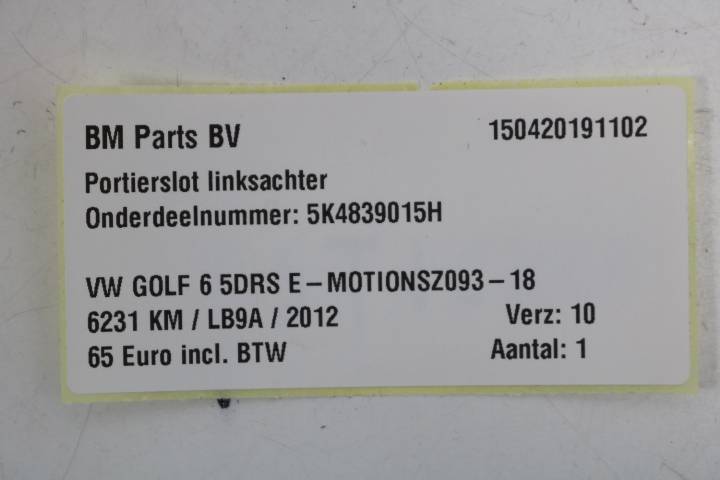 BM Parts BV 150420191102
Portierslot linksachter
Onderdeelnummer: 5K4839015H
VW GOLF 6 5DRS E-MOTIONSZ093-18
6231 KM / LB9A / 2012 Verz: 10
65 Euro incl. BTW Aantal: 1